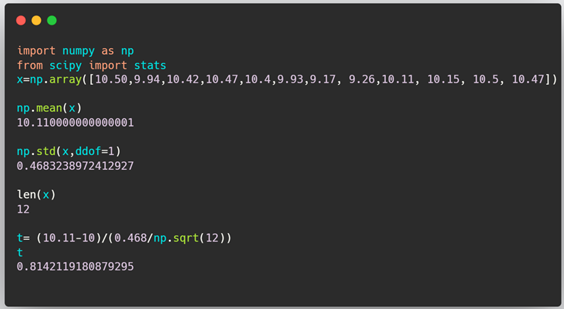 import numpy as np
from scipy import stats
x=np.array([10.50,9.94,10.42,10.47,10.4,9.93,9.17, 9.26,10.11, 10.15, 10.5, 10.47])
np.mean(x)
10.110000000000001
np.std(x,ddof=1)
0.4683238972412927
len(x)
12
t= (10.11-10)/(0.468/np.sqrt(12))
t
0.8142119180879295